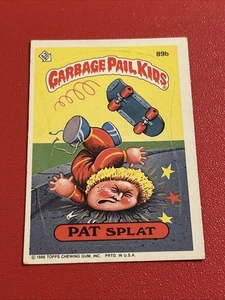 89b
GARBAGE PAIL KIDS
PAT SPLAT
© 1986 TOPPS CHEWING GUM, INC. PRTD. IN U.S.A.